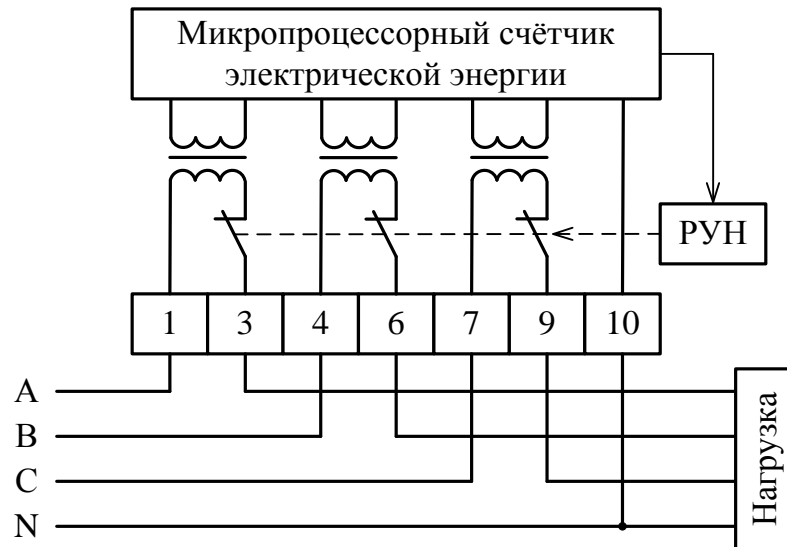 Микропроцессорный счётчик
электрической энергии
РУН
1 3 4 6 7 9 10
A
B
C
N
Нагрузка